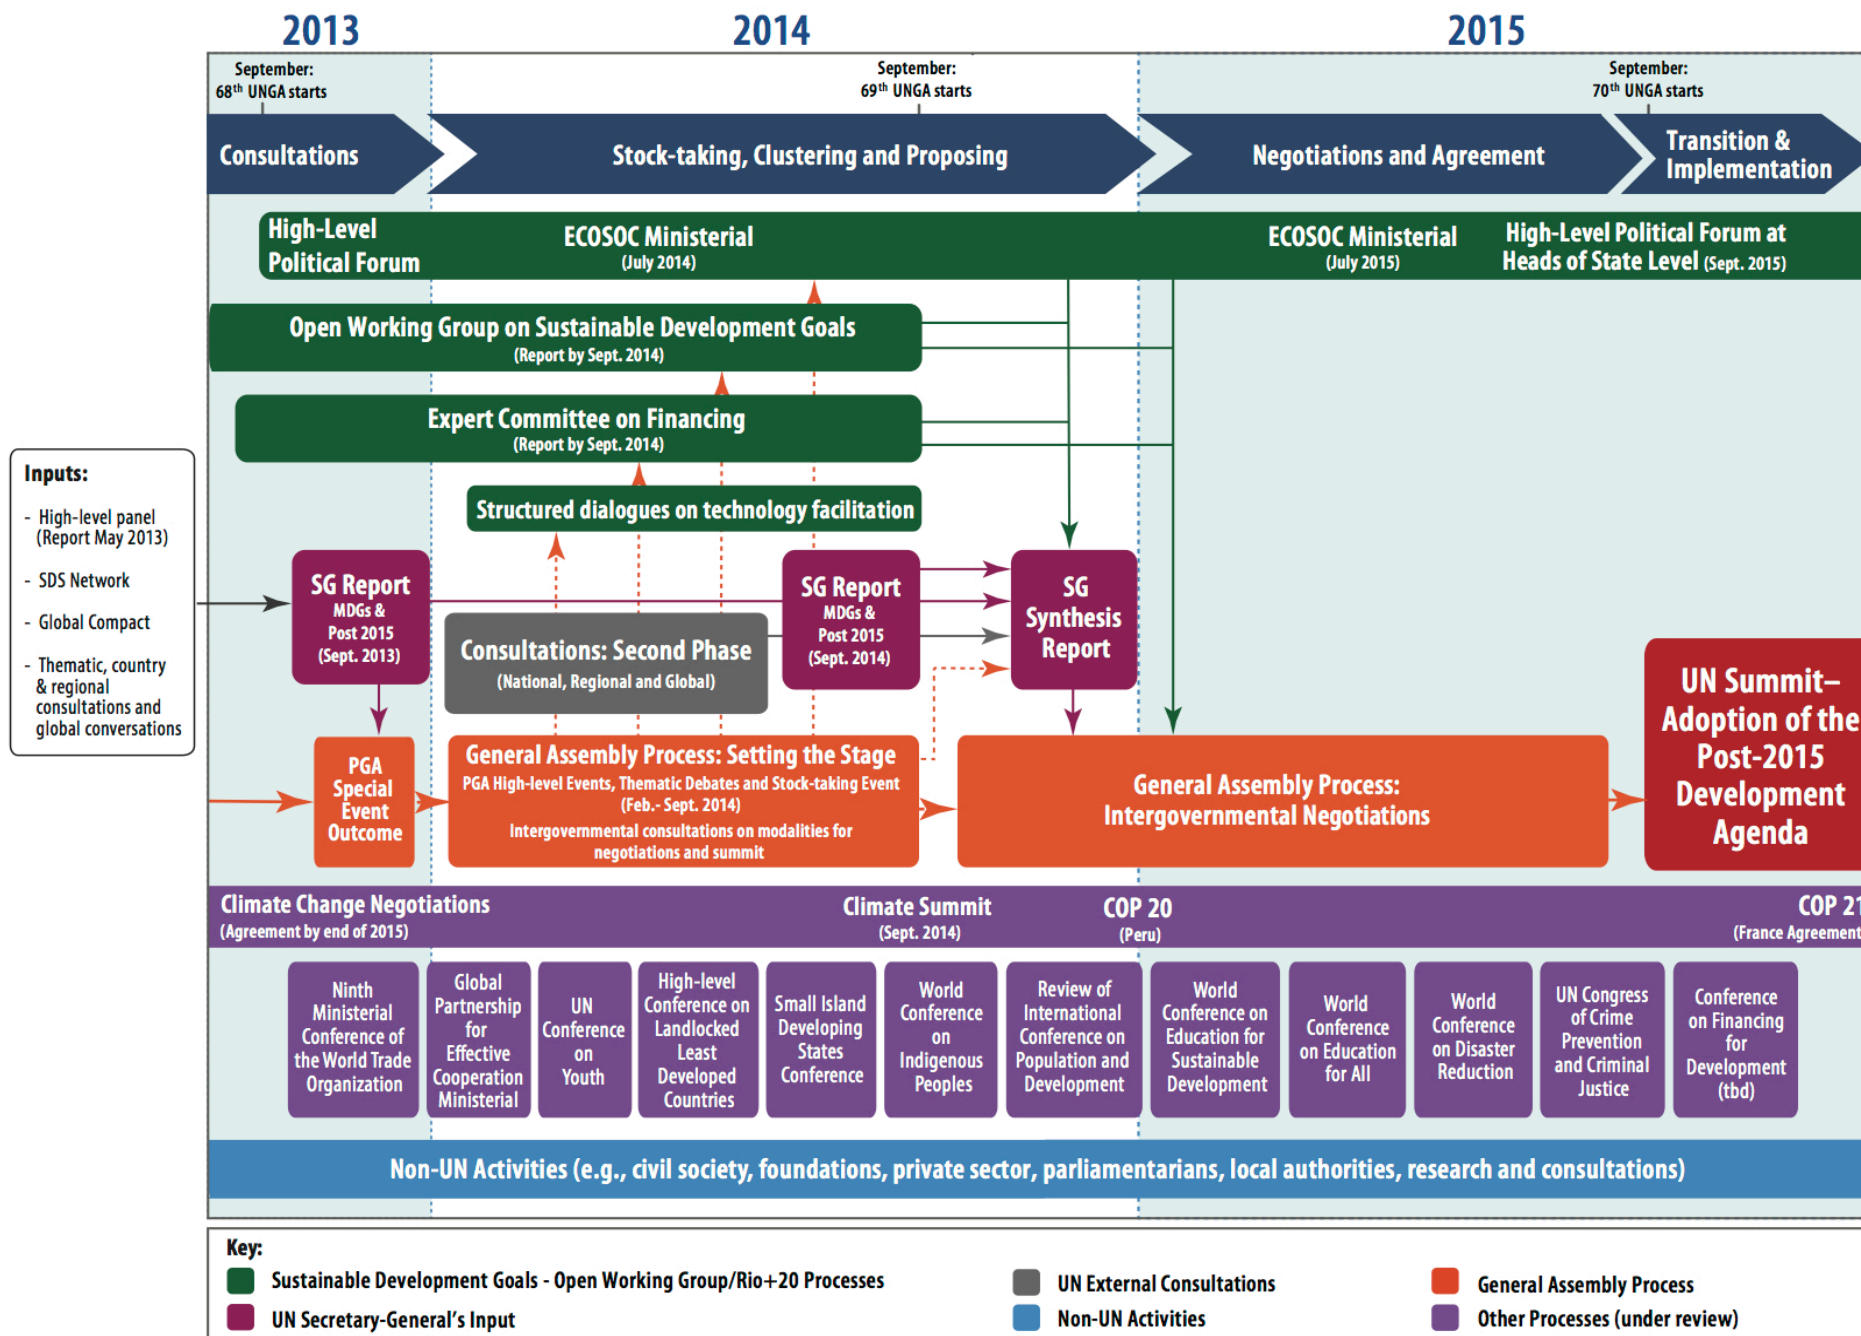 2013
2014
2015
September:
68th UNGA starts
September:
69th UNGA starts
September:
70th UNGA starts
Consultations
Stock-taking, Clustering and Proposing
Negotiations and Agreement
Transition &
Implementation
High-Level
Political Forum
ECOSOC Ministerial
(July 2014)
ECOSOC Ministerial
(July 2015)
High-Level Political Forum at
Heads of State Level (Sept. 2015)
Open Working Group on Sustainable Development Goals
(Report by Sept. 2014)
Expert Committee on Financing
(Report by Sept. 2014)
Structured dialogues on technology facilitation
Inputs:
- High-level panel
(Report May 2013)
- SDS Network
- Global Compact
- Thematic, country
& regional
consultations and
global conversations
SG Report
MDGs &
Post 2015
(Sept. 2013)
Consultations: Second Phase
(National, Regional and Global)
SG Report
MDGs &
Post 2015
(Sept. 2014)
SG
Synthesis
Report
PGA
Special
Event
Outcome
General Assembly Process: Setting the Stage
PGA High-level Events, Thematic Debates and Stock-taking Event
(Feb.- Sept. 2014)
Intergovernmental consultations on modalities for
negotiations and summit
General Assembly Process:
Intergovernmental Negotiations
UN Summit–
Adoption of the
Post-2015
Development
Agenda
Climate Change Negotiations
(Agreement by end of 2015)
Climate Summit
(Sept. 2014)
COP 20
(Peru)
COP 21
(France Agreement
Ninth
Ministerial
Conference of
the World Trade
Organization
Global
Partnership
for
Effective
Cooperation
Ministerial
UN
Conference
on
Youth
High-level
Conference on
Landlocked
Least
Developed
Countries
Small Island
Developing
States
Conference
World
Conference
on
Indigenous
Peoples
Review of
International
Conference on
Population and
Development
World
Conference on
Education for
Sustainable
Development
World
Conference
on Education
for All
World
Conference
on Disaster
Reduction
UN Congress
of Crime
Prevention
and Criminal
Justice
Conference
on Financing
for
Development
(tbd)
Non-UN Activities (e.g., civil society, foundations, private sector, parliamentarians, local authorities, research and consultations)
Key:
Sustainable Development Goals - Open Working Group/Rio+20 Processes
UN Secretary-General’s Input
UN External Consultations
Non-UN Activities
General Assembly Process
Other Processes (under review)